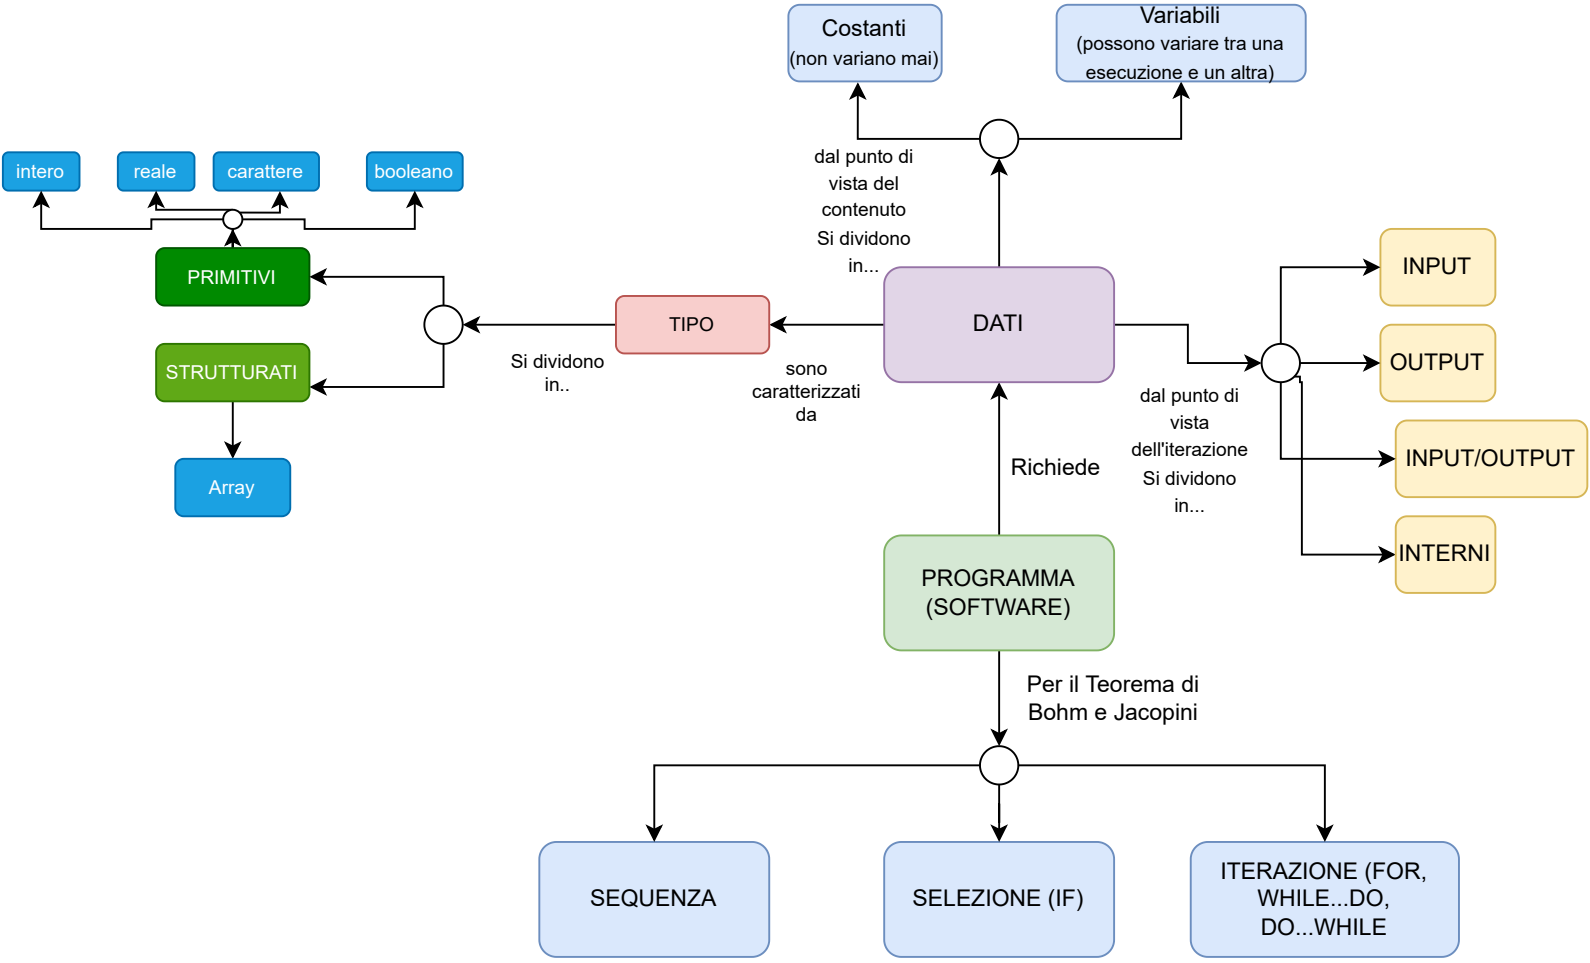 Costanti
(non variano mai)
Variabili
(possono variare tra una
esecuzione e un altra)
dal punto di
vista del
contenuto
Si dividono
in...
intero
reale
carattere
booleano
PRIMITIVI
STRUTTURATI
Array
Si dividono
in..
TIPO
sono
caratterizzati
da
DATI
dal punto di
vista
dell'iterazione
Si dividono
in...
INPUT
OUTPUT
INPUT/OUTPUT
INTERNI
Richiede
PROGRAMMA
(SOFTWARE)
Per il Teorema di
Bohm e Jacopini
SEQUENZA
SELEZIONE (IF)
ITERAZIONE (FOR,
WHILE...DO,
DO...WHILE